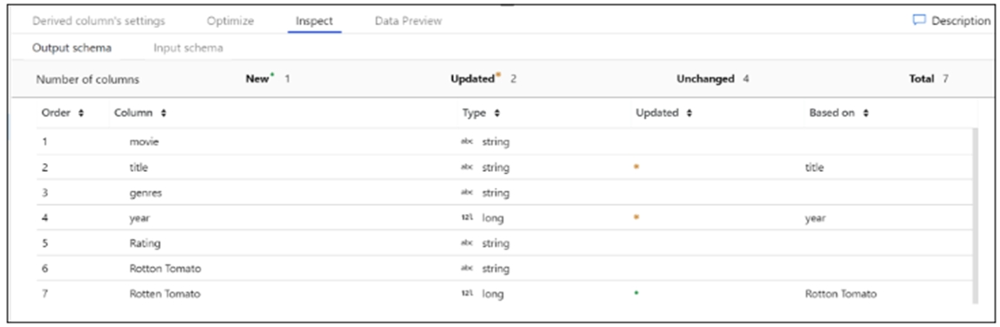 Derived column's settings Optimize Inspect Data Preview Description
Output schema Input schema
Number of columns New* 1 Updated* 2 Unchanged 4 Total 7
Order Column Type Updated Based on
1 movie abc string
2 title abc string * title
3 genres abc string
4 year 12l long * year
5 Rating abc string
6 Rotton Tomato abc string
7 Rotten Tomato 12l long * Rotton Tomato